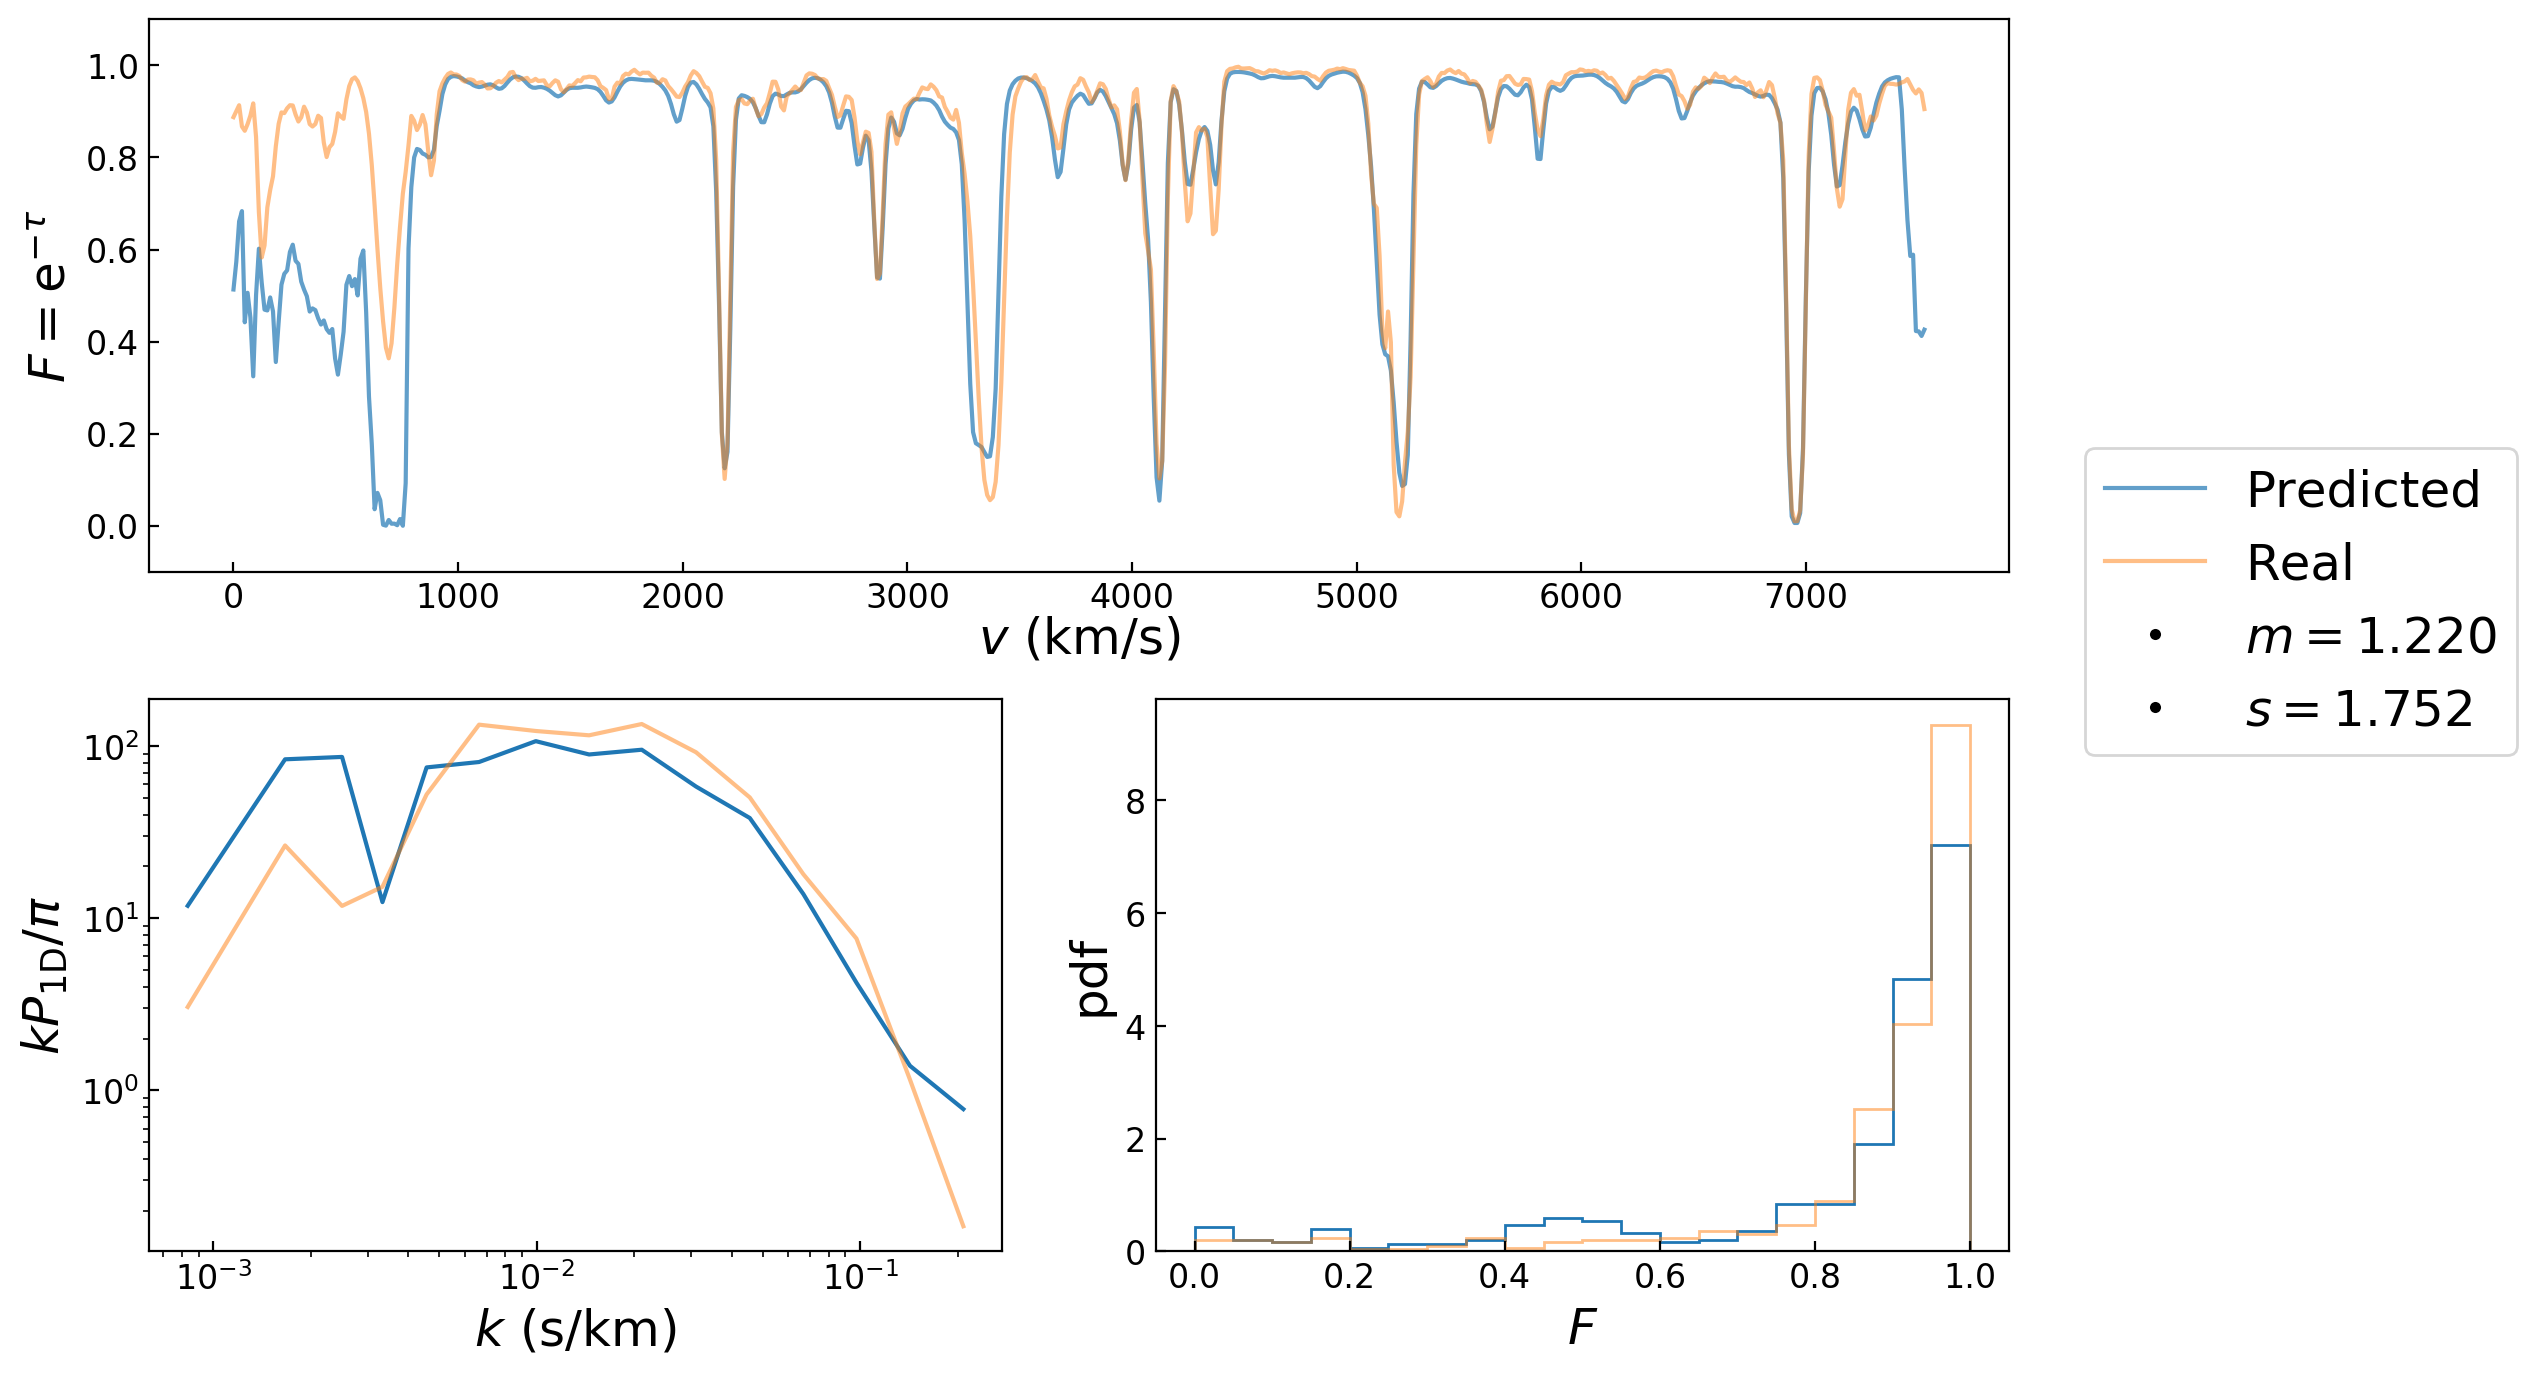 1.0
0.8
0.6
0.4
0.2
0.0
F = e^{−τ}
0 1000 2000 3000 4000 5000 6000 7000
v (km/s)
Predicted
Real
m = 1.220
s = 1.752
10^2
10^1
10^0
kP_{1D}/π
10^{−3} 10^{−2} 10^{−1}
k (s/km)
8
6
4
2
0
pdf
0.0 0.2 0.4 0.6 0.8 1.0
F